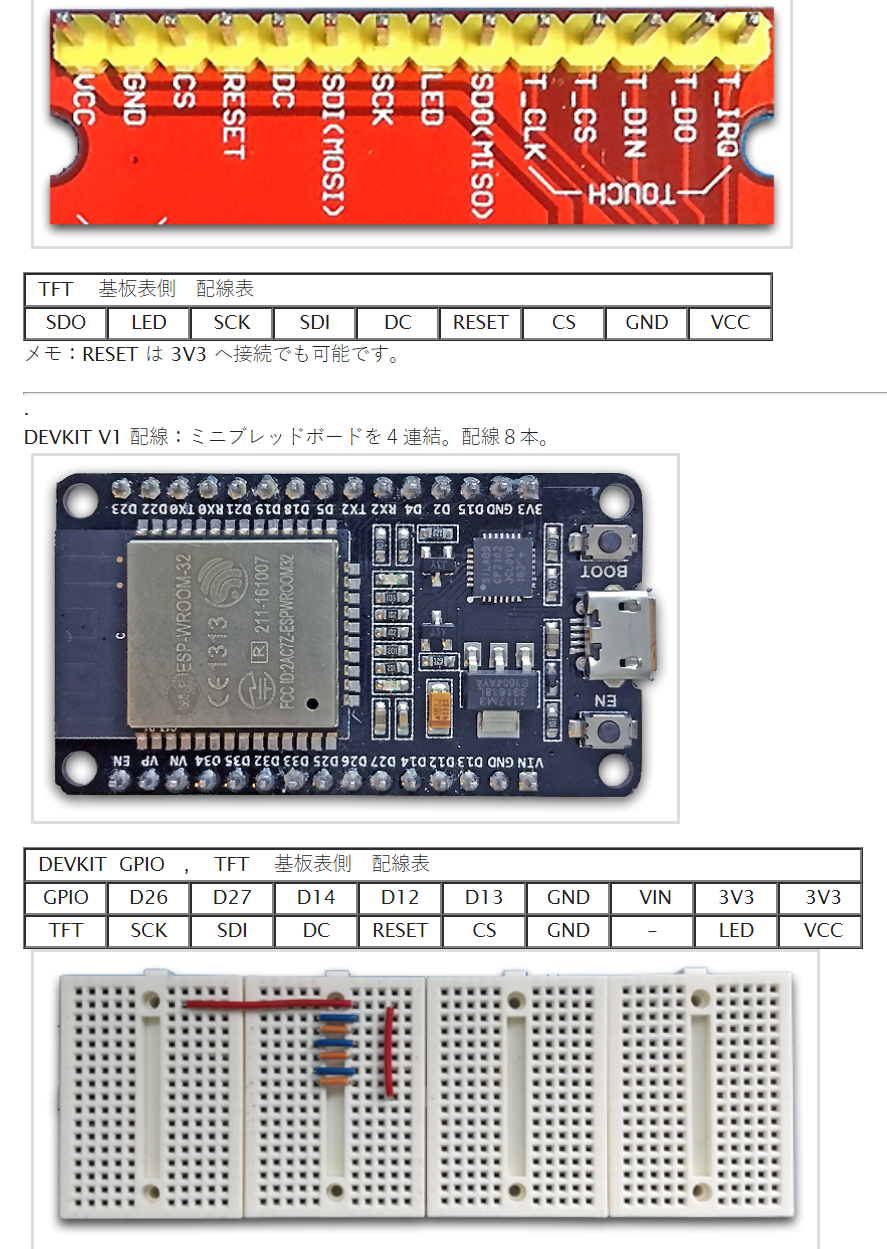 VCC GND CS RESET DC SDI(MOSI) SCK LED SDO(MISO) T_CLK T_CS T_DIN T_DO T_IRQ
TOUCH
TFT 基板表側 配線表
SDO LED SCK SDI DC RESET CS GND VCC
メモ：RESET は 3V3 へ接続でも可能です。
.
DEVKIT V1 配線：ミニブレッドボードを４連結。配線８本。
D23 D22 TX0 RX0 D21 D19 D18 D5 TX2 RX2 D4 D2 D15 GND 3V3
BOOT
ESP-WROOM-32
CE1313
R 211-161007
FCC ID:2AC7Z-ESPWROOM32
SILABS
CP2102
EN
EN VP VN D34 D35 D32 D33 D25 D26 D27 D14 D12 D13 GND VIN
DEVKIT GPIO , TFT 基板表側 配線表
GPIO D26 D27 D14 D12 D13 GND VIN 3V3 3V3
TFT SCK SDI DC RESET CS GND – LED VCC